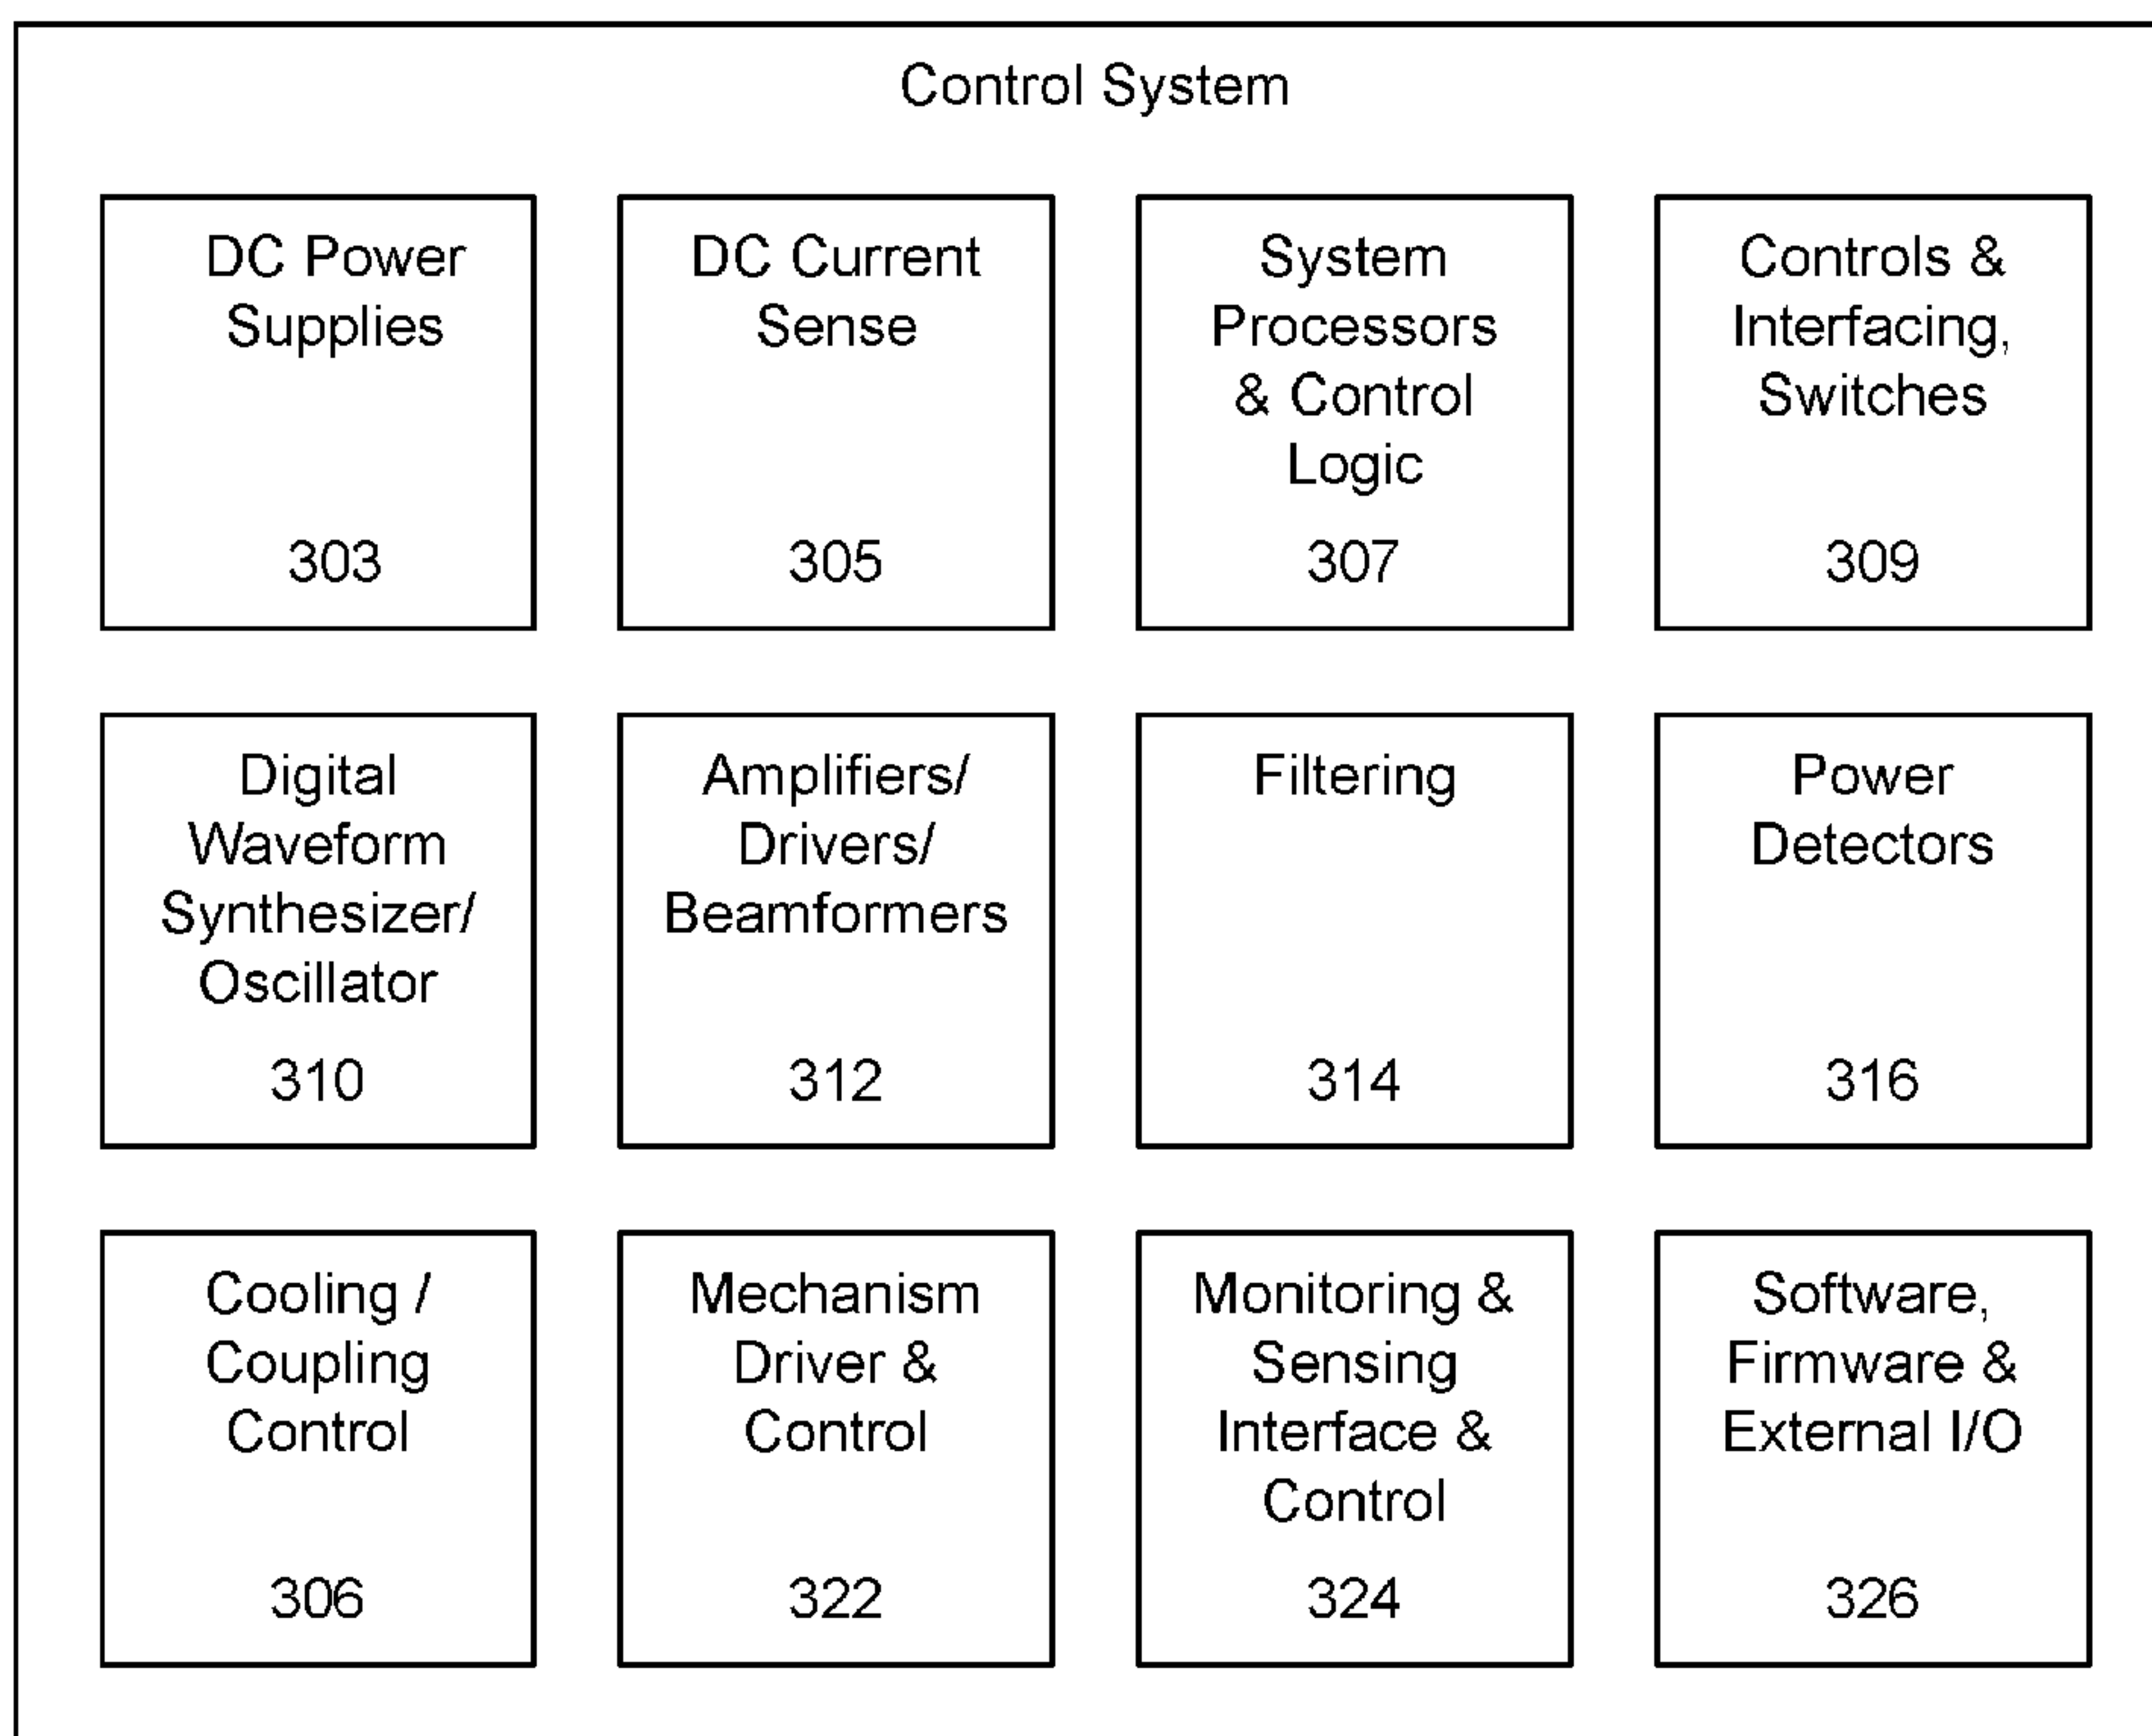 Control System
DC Power
Supplies
303
DC Current
Sense
305
System
Processors
& Control
Logic
307
Controls &
Interfacing,
Switches
309
Digital
Waveform
Synthesizer/
Oscillator
310
Amplifiers/
Drivers/
Beamformers
312
Filtering
314
Power
Detectors
316
Cooling /
Coupling
Control
306
Mechanism
Driver &
Control
322
Monitoring &
Sensing
Interface &
Control
324
Software,
Firmware &
External I/O
326